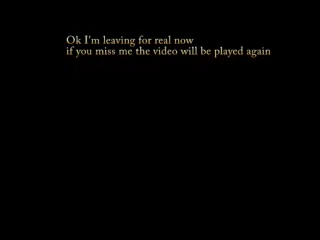 Ok I'm leaving for real now
if you miss me the video will be played again